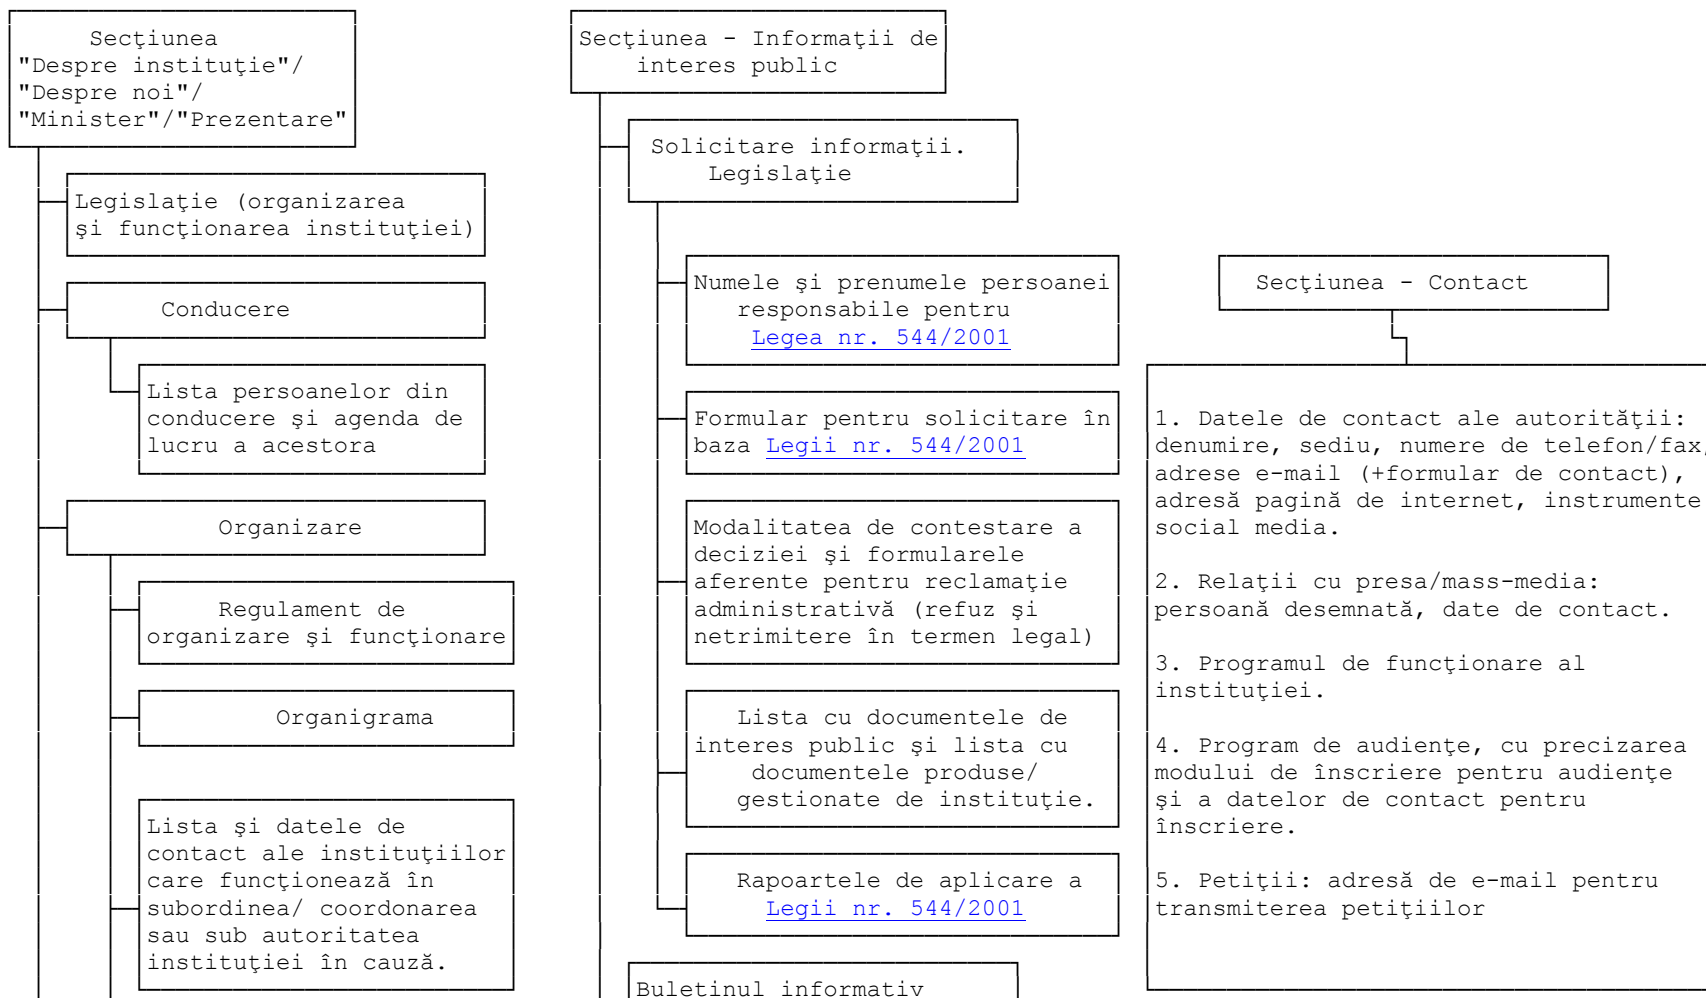 Secţiunea
"Despre instituţie"/
"Despre noi"/
"Minister"/"Prezentare"
Legislaţie (organizarea
şi funcţionarea instituţiei)
Conducere
Lista persoanelor din
conducere şi agenda de
lucru a acestora
Organizare
Regulament de
organizare şi funcţionare
Organigrama
Lista şi datele de
contact ale instituţiilor
care funcţionează în
subordinea/ coordonarea
sau sub autoritatea
instituţiei în cauză.
Secţiunea - Informaţii de
interes public
Solicitare informaţii.
Legislaţie
Numele şi prenumele persoanei
responsabile pentru
Legea nr. 544/2001
Formular pentru solicitare în
baza Legii nr. 544/2001
Modalitatea de contestare a
deciziei şi formularele
aferente pentru reclamaţie
administrativă (refuz şi
netrimitere în termen legal)
Lista cu documentele de
interes public şi lista cu
documentele produse/
gestionate de instituţie.
Rapoartele de aplicare a
Legii nr. 544/2001
Buletinul informativ
Secţiunea - Contact
1. Datele de contact ale autorităţii:
denumire, sediu, numere de telefon/fax,
adrese e-mail (+formular de contact),
adresă pagină de internet, instrumente
social media.
2. Relaţii cu presa/mass-media:
persoană desemnată, date de contact.
3. Programul de funcţionare al
instituţiei.
4. Program de audienţe, cu precizarea
modului de înscriere pentru audienţe
şi a datelor de contact pentru
înscriere.
5. Petiţii: adresă de e-mail pentru
transmiterea petiţiilor